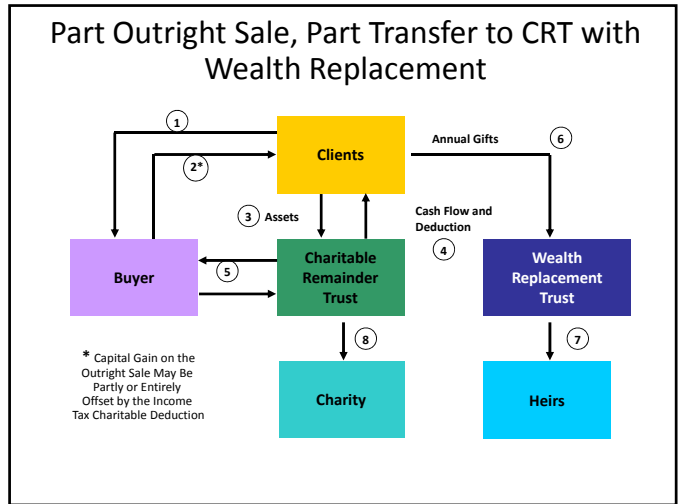 Part Outright Sale, Part Transfer to CRT with
Wealth Replacement
1
Clients
Annual Gifts
6
2*
3 Assets
Cash Flow and
Deduction
4
Buyer
5
Charitable
Remainder
Trust
Wealth
Replacement
Trust
8
7
* Capital Gain on the
Outright Sale May Be
Partly or Entirely
Offset by the Income
Tax Charitable Deduction
Charity
Heirs